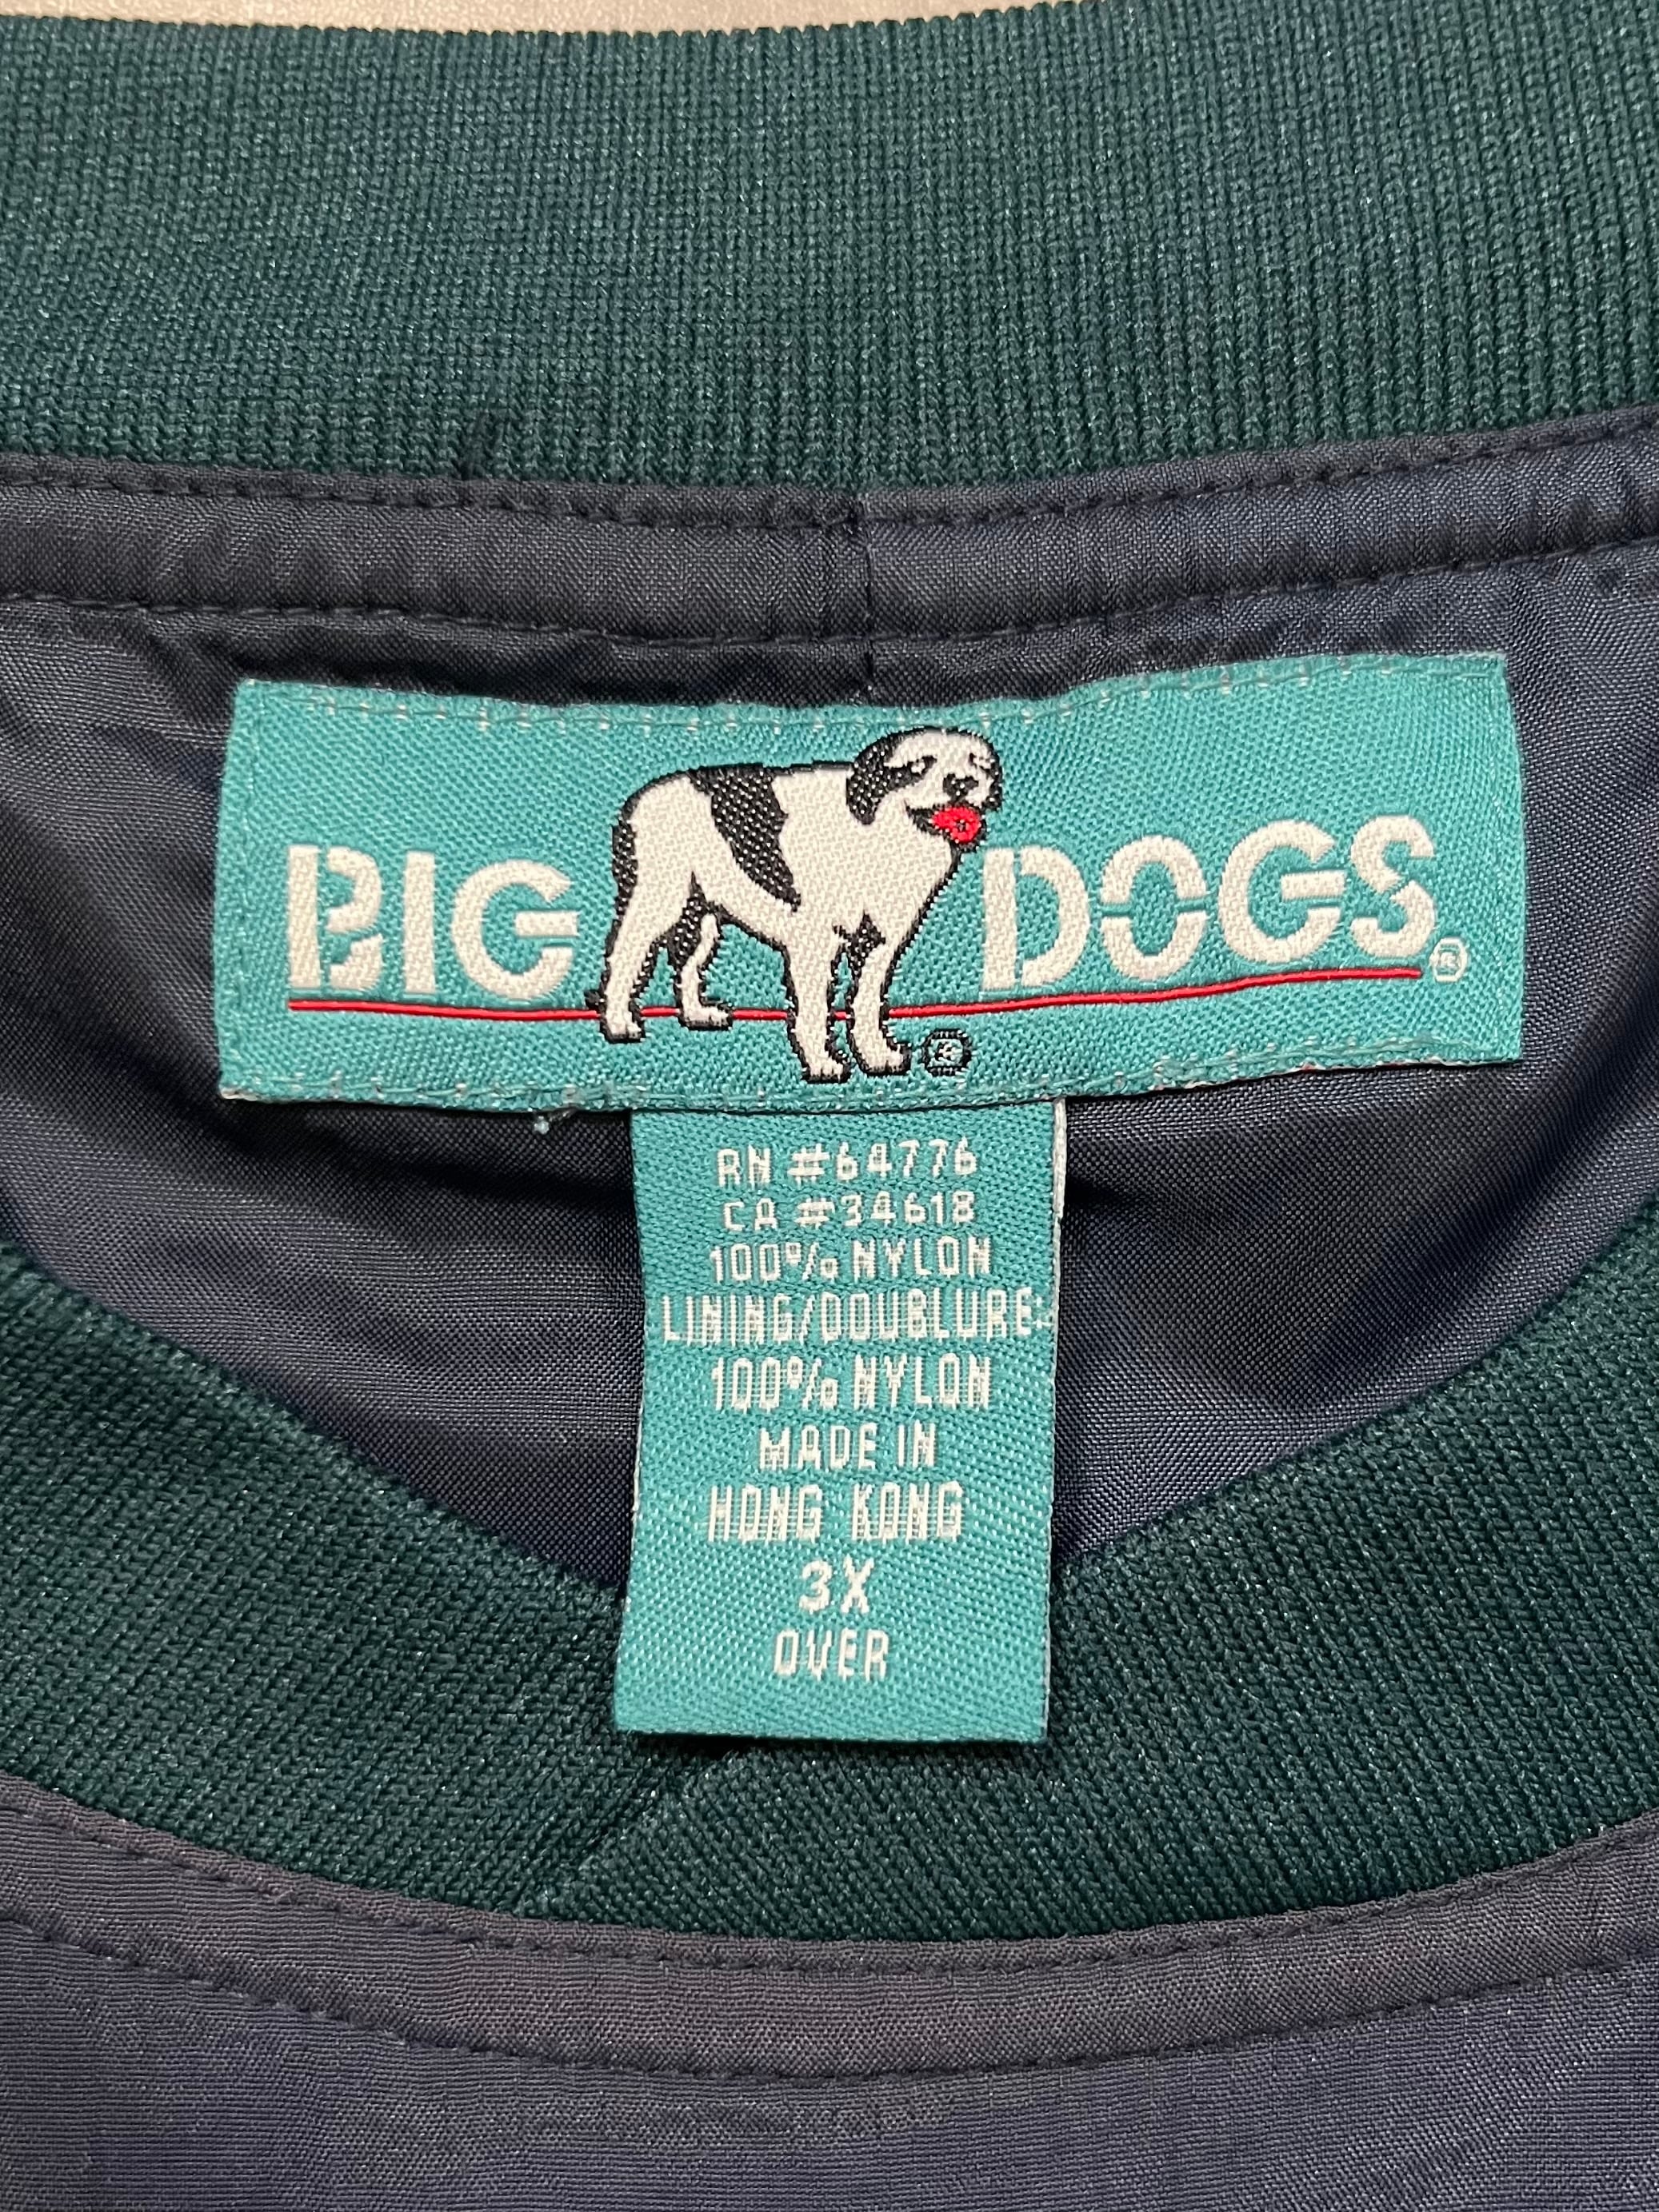 BIG DOGS®
®
RN #64776
CA #34618
100% NYLON
LINING/DOUBLURE:
100% NYLON
MADE IN
HONG KONG
3X
OVER